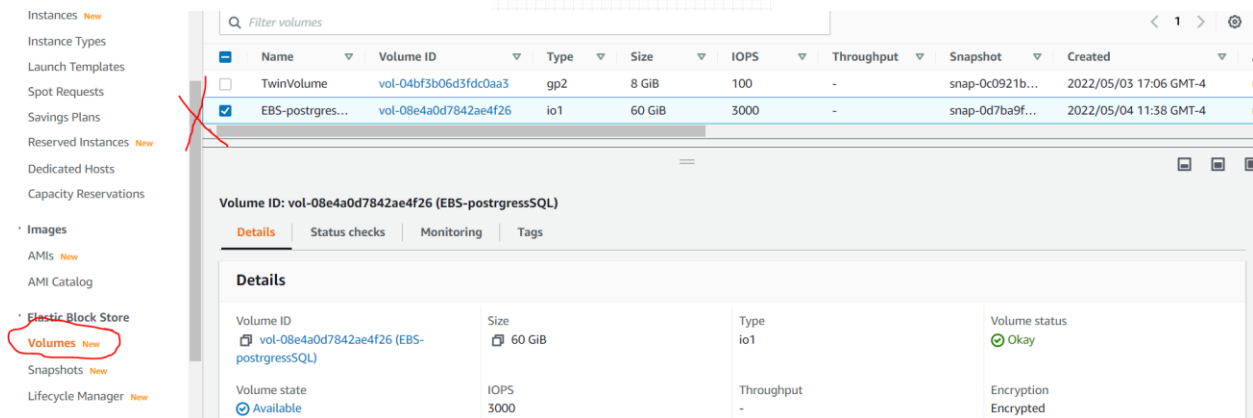 Instances New
Instance Types
Launch Templates
Spot Requests
Savings Plans
Reserved Instances New
Dedicated Hosts
Capacity Reservations
Images
AMIs New
AMI Catalog
Elastic Block Store
Volumes New
Snapshots New
Lifecycle Manager New
Filter volumes
1
Name Volume ID Type Size IOPS Throughput Snapshot Created
TwinVolume vol-04bf3b06d3fdc0aa3 gp2 8 GiB 100 - snap-0c0921b... 2022/05/03 17:06 GMT-4
EBS-postrgres... vol-08e4a0d7842ae4f26 io1 60 GiB 3000 - snap-0d7ba9f... 2022/05/04 11:38 GMT-4
Volume ID: vol-08e4a0d7842ae4f26 (EBS-postrgressSQL)
Details Status checks Monitoring Tags
Details
Volume ID Size Type Volume status
vol-08e4a0d7842ae4f26 (EBS- 60 GiB io1 Okay
postrgressSQL)
Volume state IOPS Throughput Encryption
Available 3000 - Encrypted